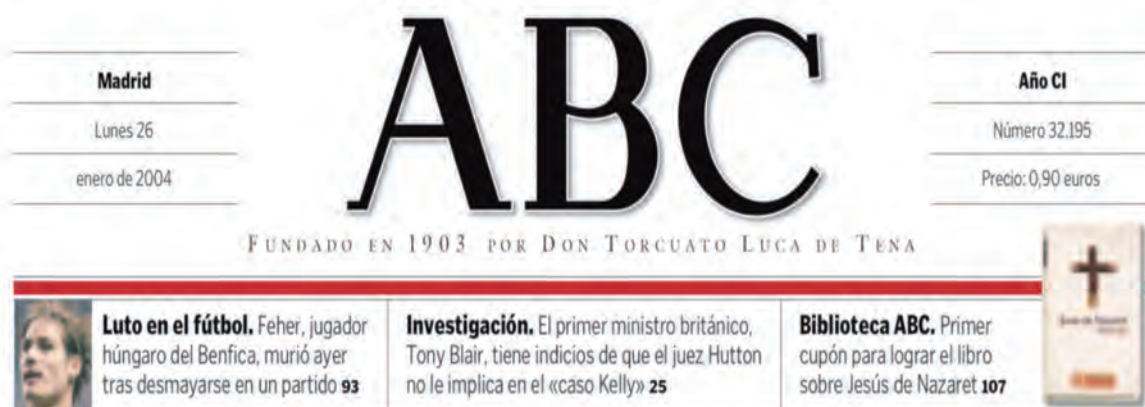 Madrid
Lunes 26
enero de 2004
ABC
Año CI
Número 32.195
Precio: 0,90 euros
FUNDADO EN 1903 POR DON TORCUATO LUCA DE TENA
Luto en el fútbol. Feher, jugador
húngaro del Benfica, murió ayer
tras desmayarse en un partido 93
Investigación. El primer ministro británico,
Tony Blair, tiene indicios de que el juez Hutton
no le implica en el «caso Kelly» 25
Biblioteca ABC. Primer
cupón para lograr el libro
sobre Jesús de Nazaret 107